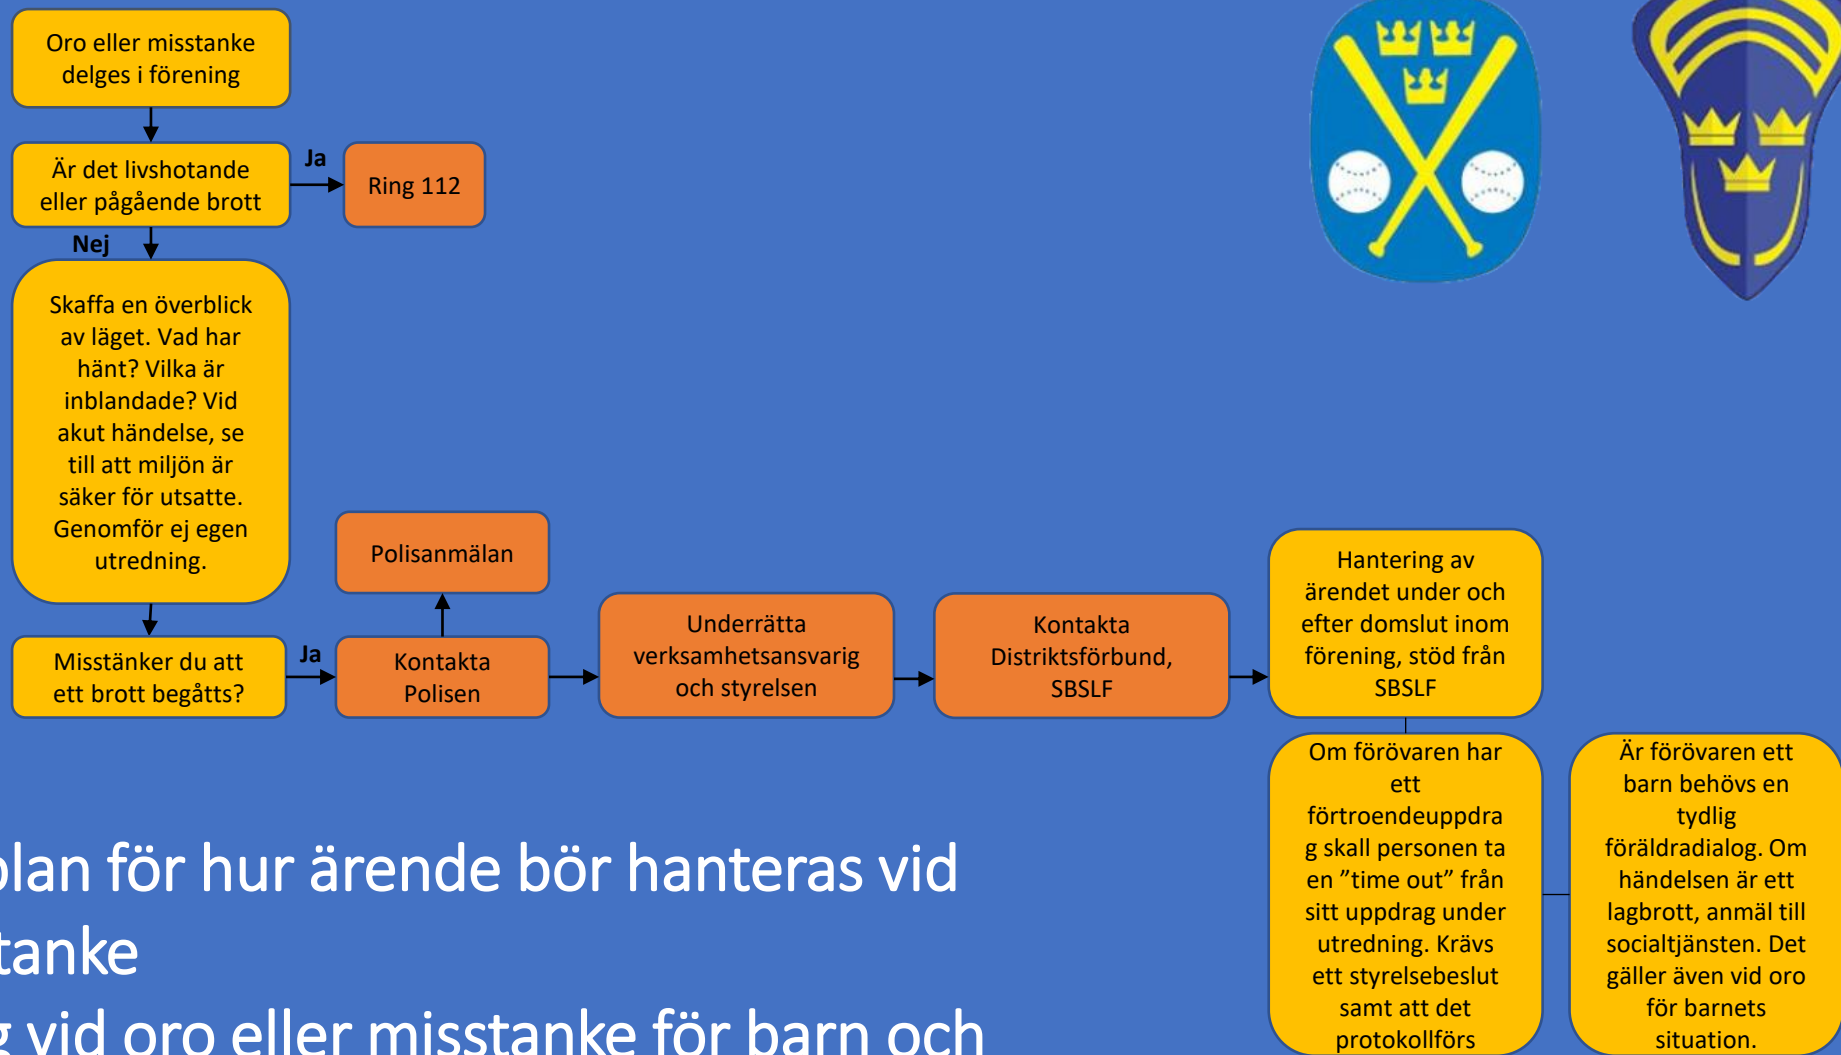 Oro eller misstanke
delges i förening
Är det livshotande
eller pågående brott
Ja
Ring 112
Nej
Skaffa en överblick
av läget. Vad har
hänt? Vilka är
inblandade? Vid
akut händelse, se
till att miljön är
säker för utsatte.
Genomför ej egen
utredning.
Misstänker du att
ett brott begåtts?
Ja
Kontakta
Polisen
Polisanmälan
Underrätta
verksamhetsansvarig
och styrelsen
Kontakta
Distriktsförbund,
SBSLF
Hantering av
ärendet under och
efter domslut inom
förening, stöd från
SBSLF
Om förövaren har
ett
förtroendeuppdra
g skall personen ta
en ”time out” från
sitt uppdrag under
utredning. Krävs
ett styrelsebeslut
samt att det
protokollförs
Är förövaren ett
barn behövs en
tydlig
föräldradialog. Om
händelsen är ett
lagbrott, anmäl till
socialtjänsten. Det
gäller även vid oro
för barnets
situation.
plan för hur ärende bör hanteras vid
tanke
g vid oro eller misstanke för barn och